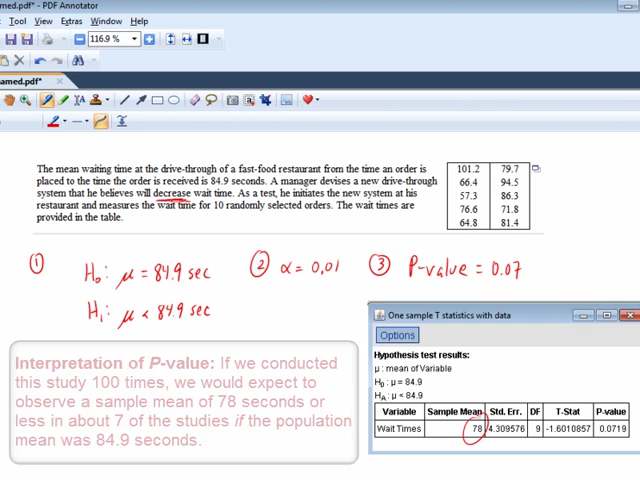 named.pdf* - PDF Annotator
Tool View Extras Window Help
116.9 %
named.pdf*
The mean waiting time at the drive-through of a fast-food restaurant from the time an order is
placed to the time the order is received is 84.9 seconds. A manager devises a new drive-through
system that he believes will decrease wait time. As a test, he initiates the new system at his
restaurant and measures the wait time for 10 randomly selected orders. The wait times are
provided in the table.
101.2 79.7
66.4 94.5
57.3 86.3
76.6 71.8
64.8 81.4
① H₀: μ = 84.9 sec
H₁: μ < 84.9 sec
② α = 0.01
③ P-value = 0.07
One sample T statistics with data
Options
Hypothesis test results:
μ : mean of Variable
H₀ : μ = 84.9
H_A : μ < 84.9
Variable Sample Mean Std. Err. DF T-Stat P-value
Wait Times 78 4.309576 9 -1.6010857 0.0719
Interpretation of P-value: If we conducted
this study 100 times, we would expect to
observe a sample mean of 78 seconds or
less in about 7 of the studies if the population
mean was 84.9 seconds.